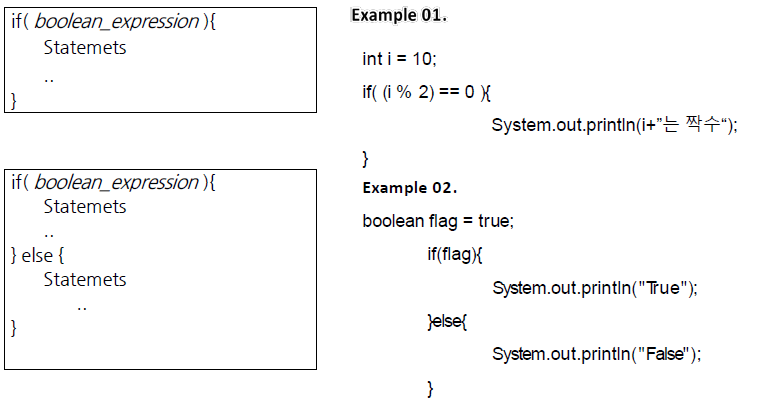 if( boolean_expression ){
Statemets
..
}
if( boolean_expression ){
Statemets
..
} else {
Statemets
..
}
Example 01.
int i = 10;
if( (i % 2) == 0 ){
System.out.println(i+”는 짝수“);
}
Example 02.
boolean flag = true;
if(flag){
System.out.println("True");
}else{
System.out.println("False");
}